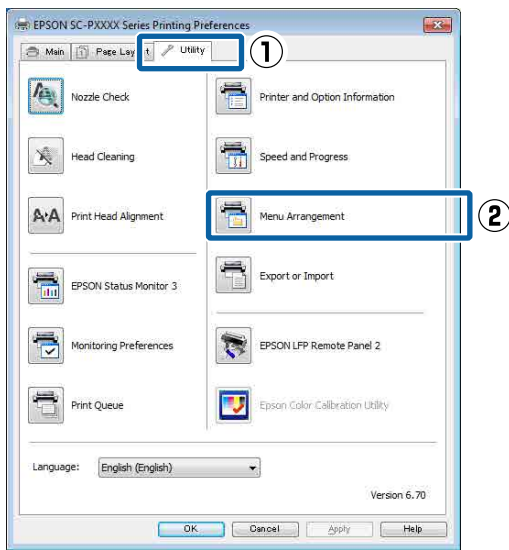 EPSON SC-PXXXX Series Printing Preferences
Main Page Lay t Utility ①
Nozzle Check Printer and Option Information
Head Cleaning Speed and Progress
A A Print Head Alignment Menu Arrangement ②
EPSON Status Monitor 3 Export or Import
Monitoring Preferences EPSON LFP Remote Panel 2
Print Queue Epson Color Calibration Utility
Language: English (English)
Version 6.70
OK Cancel Apply Help